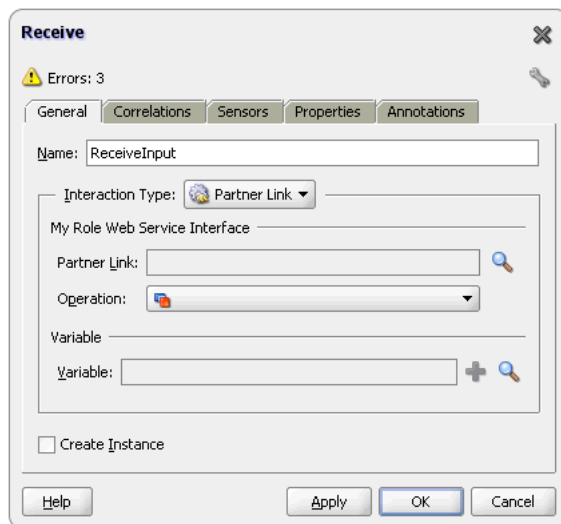 Receive
Errors: 3
General Correlations Sensors Properties Annotations
Name: ReceiveInput
Interaction Type: Partner Link
My Role Web Service Interface
Partner Link:
Operation:
Variable
Variable:
Create Instance
Help Apply OK Cancel